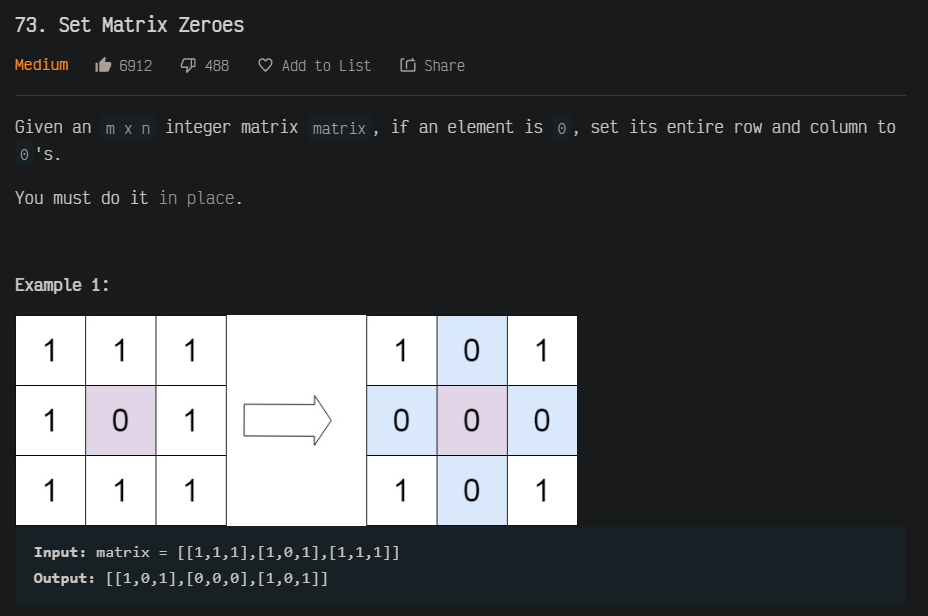 73. Set Matrix Zeroes
Medium 6912 488 Add to List Share
Given an m x n integer matrix matrix, if an element is 0, set its entire row and column to
0's.
You must do it in place.
Example 1:
1 1 1 1 0 1
1 0 1 0 0 0
1 1 1 1 0 1
Input: matrix = [[1,1,1],[1,0,1],[1,1,1]]
Output: [[1,0,1],[0,0,0],[1,0,1]]